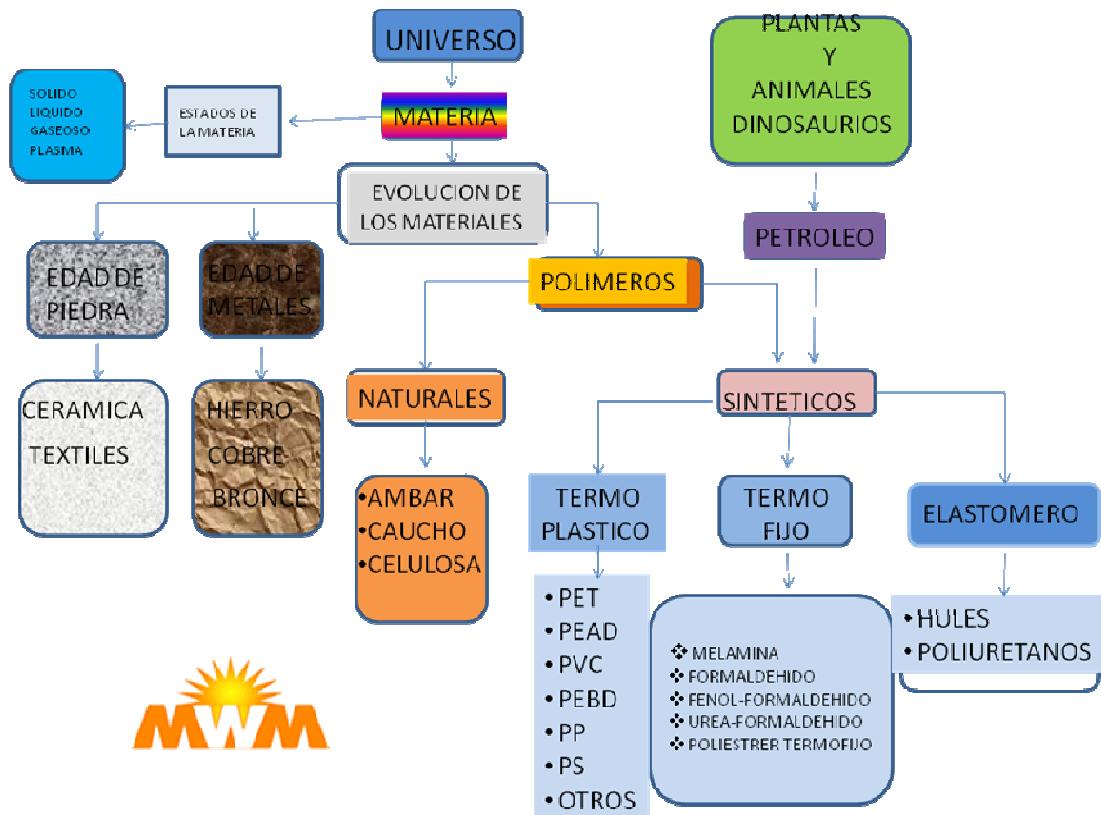 UNIVERSO
PLANTAS
Y
ANIMALES
DINOSAURIOS
SOLIDO
LIQUIDO
GASEOSO
PLASMA
ESTADOS DE
LA MATERIA
MATERIA
EVOLUCION DE
LOS MATERIALES
PETROLEO
EDAD DE
PIEDRA
EDAD DE
METALES
POLIMEROS
CERAMICA
TEXTILES
HIERRO
COBRE
BRONCE
NATURALES
SINTETICOS
•AMBAR
•CAUCHO
•CELULOSA
TERMO
PLASTICO
TERMO
FIJO
ELASTOMERO
• PET
• PEAD
• PVC
• PEBD
• PP
• PS
• OTROS
❖ MELAMINA
❖ FORMALDEHIDO
❖ FENOL-FORMALDEHIDO
❖ UREA-FORMALDEHIDO
❖ POLIESTRER TERMOFIJO
• HULES
• POLIURETANOS
MWM